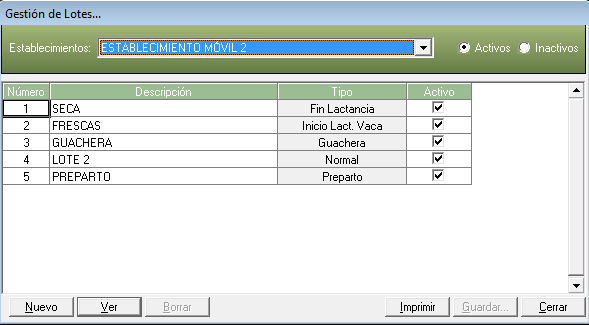 Gestión de Lotes...
Establecimientos: ESTABLECIMIENTO MÓVIL 2 Activos Inactivos
Número Descripción Tipo Activo
1 SECA Fin Lactancia
2 FRESCAS Inicio Lact. Vaca
3 GUACHERA Guachera
4 LOTE 2 Normal
5 PREPARTO Preparto
Nuevo Ver Borrar Imprimir Guardar... Cerrar